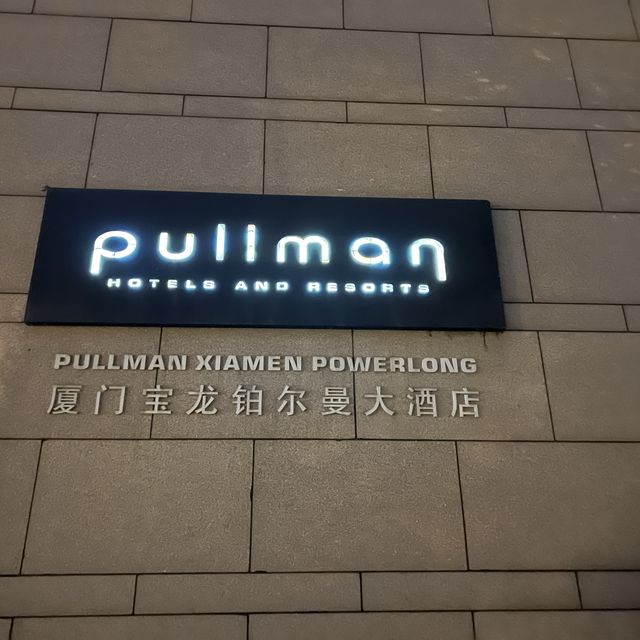 pullman
HOTELS AND RESORTS
PULLMAN XIAMEN POWERLONG
厦门宝龙铂尔曼大酒店